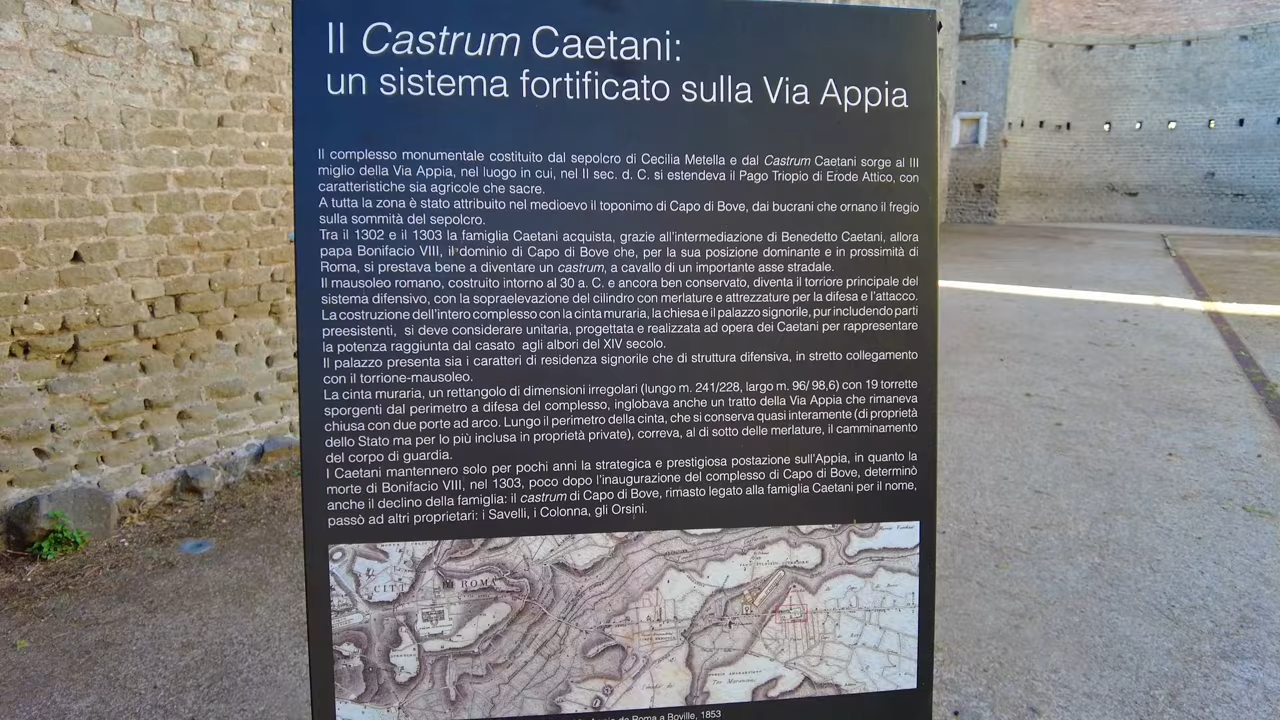 Il Castrum Caetani:
un sistema fortificato sulla Via Appia
Il complesso monumentale costituito dal sepolcro di Cecilia Metella e dal Castrum Caetani sorge al III
miglio della Via Appia, nel luogo in cui, nel II sec. d. C. si estendeva il Pago Triopio di Erode Attico, con
caratteristiche sia agricole che sacre.
A tutta la zona è stato attribuito nel medioevo il toponimo di Capo di Bove, dai bucrani che ornano il fregio
sulla sommità del sepolcro.
Tra il 1302 e il 1303 la famiglia Caetani acquista, grazie all'intermediazione di Benedetto Caetani, allora
papa Bonifacio VIII, il dominio di Capo di Bove che, per la sua posizione dominante e in prossimità di
Roma, si prestava bene a diventare un castrum, a cavallo di un importante asse stradale.
Il mausoleo romano, costruito intorno al 30 a. C. e ancora ben conservato, diventa il torriore principale del
sistema difensivo, con la sopraelevazione del cilindro con merlature e attrezzature per la difesa e l'attacco.
La costruzione dell'intero complesso con la cinta muraria, la chiesa e il palazzo signorile, pur includendo parti
preesistenti, si deve considerare unitaria, progettata e realizzata ad opera dei Caetani per rappresentare
la potenza raggiunta dal casato agli albori del XIV secolo.
Il palazzo presenta sia i caratteri di residenza signorile che di struttura difensiva, in stretto collegamento
con il torrione-mausoleo.
La cinta muraria, un rettangolo di dimensioni irregolari (lungo m. 241/228, largo m. 96/ 98,6) con 19 torrette
sporgenti dal perimetro a difesa del complesso, inglobava anche un tratto della Via Appia che rimaneva
chiusa con due porte ad arco. Lungo il perimetro della cinta, che si conserva quasi interamente (di proprietà
dello Stato ma per lo più inclusa in proprietà private), correva, al di sotto delle merlature, il camminamento
del corpo di guardia.
I Caetani mantennero solo per pochi anni la strategica e prestigiosa postazione sull'Appia, in quanto la
morte di Bonifacio VIII, nel 1303, poco dopo l'inaugurazione del complesso di Capo di Bove, determinò
anche il declino della famiglia: il castrum di Capo di Bove, rimasto legato alla famiglia Caetani per il nome,
passò ad altri proprietari: i Savelli, i Colonna, gli Orsini.
CITTÀ DI ROMA
da Roma a Boville, 1853